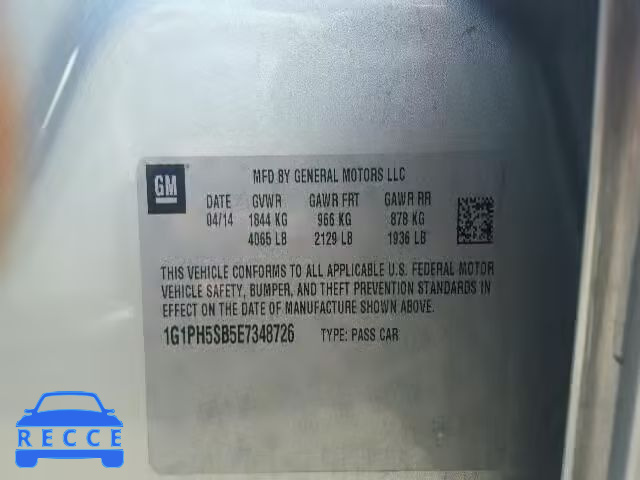 GM
MFD BY GENERAL MOTORS LLC
DATE GVWR GAWR FRT GAWR RR
04/14 1844 KG 966 KG 878 KG
4065 LB 2129 LB 1936 LB
THIS VEHICLE CONFORMS TO ALL APPLICABLE U.S. FEDERAL MOTOR
VEHICLE SAFETY, BUMPER, AND THEFT PREVENTION STANDARDS
IN EFFECT ON THE DATE OF MANUFACTURE SHOWN ABOVE.
1G1PH5SB5E7348726 TYPE: PASS CAR
RECCE